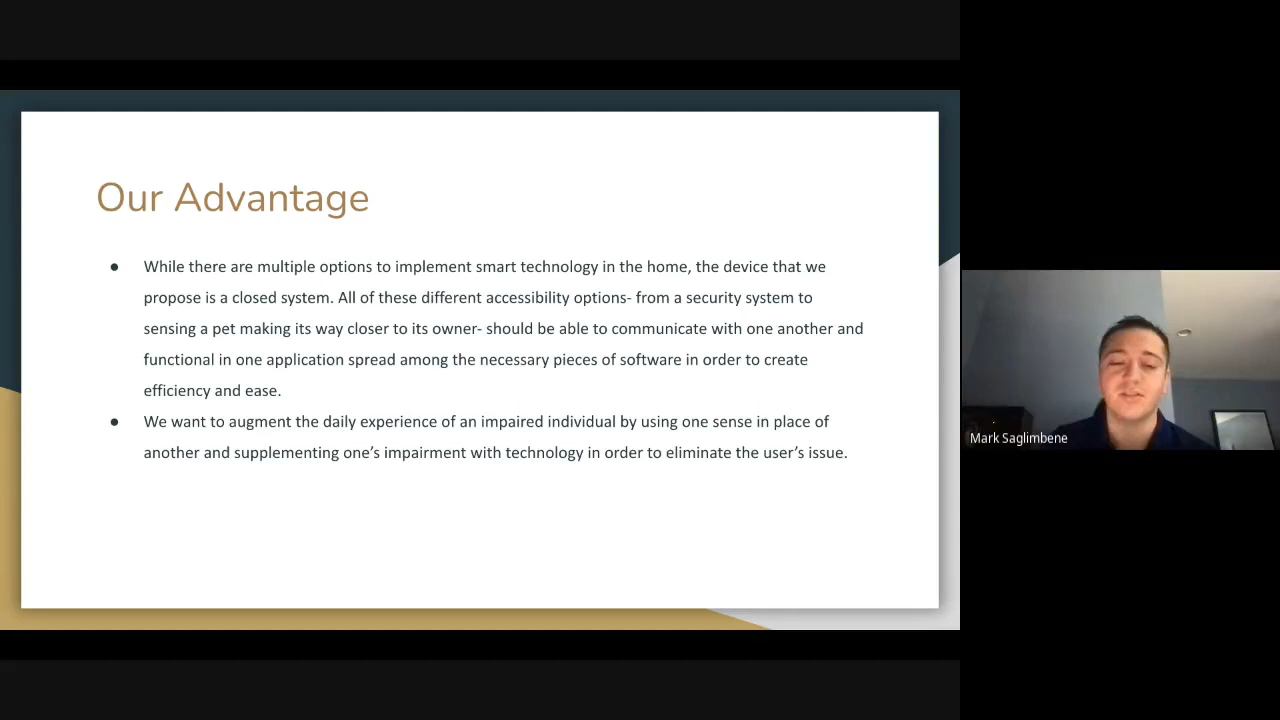 Our Advantage
● While there are multiple options to implement smart technology in the home, the device that we
propose is a closed system. All of these different accessibility options- from a security system to
sensing a pet making its way closer to its owner- should be able to communicate with one another and
functional in one application spread among the necessary pieces of software in order to create
efficiency and ease.
● We want to augment the daily experience of an impaired individual by using one sense in place of
another and supplementing one’s impairment with technology in order to eliminate the user’s issue.
Mark Saglimbene